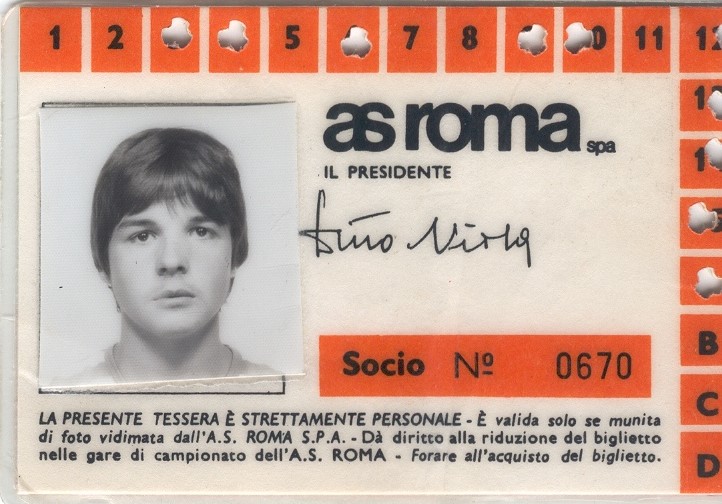 1 2 5 7 8 0 11 12
as roma spa
IL PRESIDENTE
Dino Viola
Socio Nº 0670
LA PRESENTE TESSERA È STRETTAMENTE PERSONALE - È valida solo se munita
di foto vidimata dall'A.S. ROMA S.P.A. - Dà diritto alla riduzione del biglietto
nelle gare di campionato dell'A.S. ROMA - Forare all'acquisto del biglietto.
B
C
D